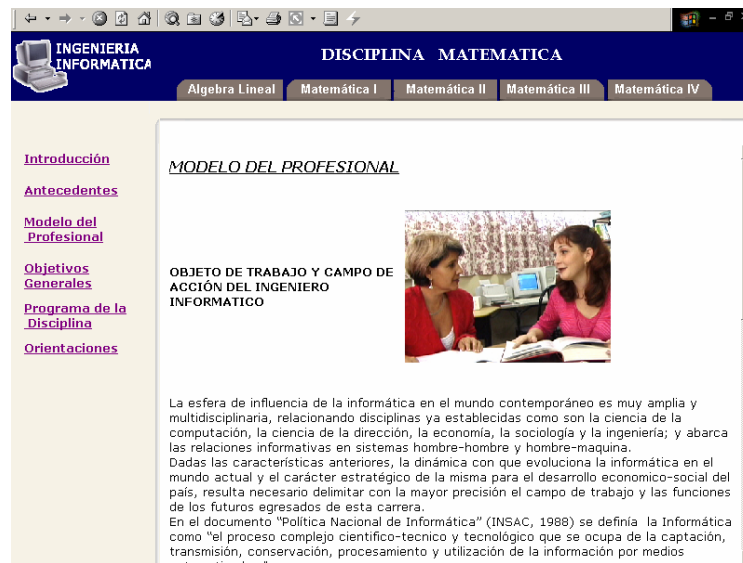 INGENIERIA
INFORMATICA
DISCIPLINA MATEMATICA
Algebra Lineal Matemática I Matemática II Matemática III Matemática IV
Introducción
Antecedentes
Modelo del
Profesional
Objetivos
Generales
Programa de la
Disciplina
Orientaciones
MODELO DEL PROFESIONAL
OBJETO DE TRABAJO Y CAMPO DE
ACCIÓN DEL INGENIERO
INFORMATICO
La esfera de influencia de la informática en el mundo contemporáneo es muy amplia y
multidisciplinaria, relacionando disciplinas ya establecidas como son la ciencia de la
computación, la ciencia de la dirección, la economía, la sociología y la ingeniería; y abarca
las relaciones informativas en sistemas hombre-hombre y hombre-maquina.
Dadas las características anteriores, la dinámica con que evoluciona la informática en el
mundo actual y el carácter estratégico de la misma para el desarrollo economico-social del
país, resulta necesario delimitar con la mayor precisión el campo de trabajo y las funciones
de los futuros egresados de esta carrera.
En el documento "Política Nacional de Informática" (INSAC, 1988) se definía la Informática
como "el proceso complejo cientifico-tecnico y tecnológico que se ocupa de la captación,
transmisión, conservación, procesamiento y utilización de la información por medios